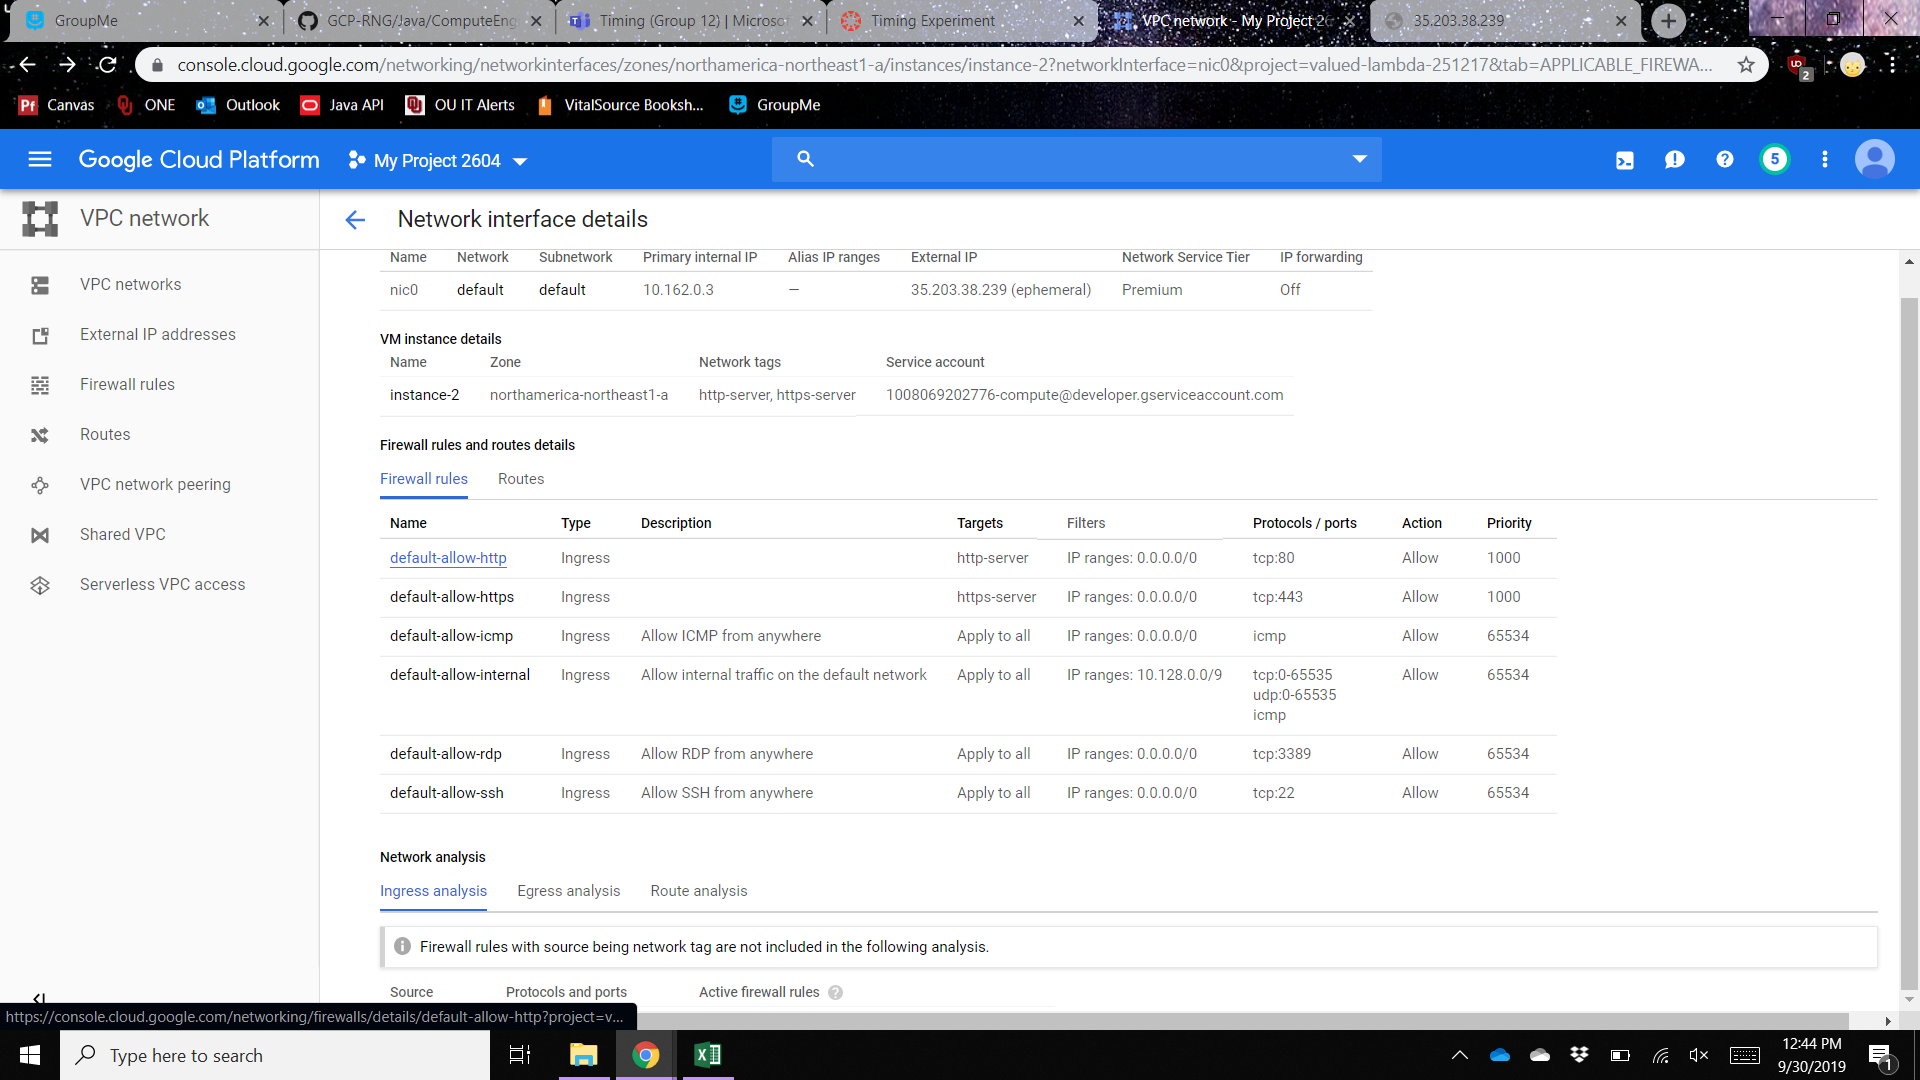 GroupMe
GCP-RNG/Java/ComputeEng
Timing (Group 12) | Microsof
Timing Experiment
VPC network - My Project 26
35.203.38.239
console.cloud.google.com/networking/networkinterfaces/zones/northamerica-northeast1-a/instances/instance-2?networkInterface=nic0&project=valued-lambda-251217&tab=APPLICABLE_FIREWA...
2
Canvas
ONE
Outlook
Java API
OU IT Alerts
VitalSource Booksh...
GroupMe
Google Cloud Platform
My Project 2604
5
VPC network
Network interface details
VPC networks
External IP addresses
Firewall rules
Routes
VPC network peering
Shared VPC
Serverless VPC access
Name Network Subnetwork Primary internal IP Alias IP ranges External IP Network Service Tier IP forwarding
nic0 default default 10.162.0.3 — 35.203.38.239 (ephemeral) Premium Off
VM instance details
Name Zone Network tags Service account
instance-2 northamerica-northeast1-a http-server, https-server 1008069202776-compute@developer.gserviceaccount.com
Firewall rules and routes details
Firewall rules Routes
Name Type Description Targets Filters Protocols / ports Action Priority
default-allow-http Ingress http-server IP ranges: 0.0.0.0/0 tcp:80 Allow 1000
default-allow-https Ingress https-server IP ranges: 0.0.0.0/0 tcp:443 Allow 1000
default-allow-icmp Ingress Allow ICMP from anywhere Apply to all IP ranges: 0.0.0.0/0 icmp Allow 65534
default-allow-internal Ingress Allow internal traffic on the default network Apply to all IP ranges: 10.128.0.0/9 tcp:0-65535 Allow 65534
udp:0-65535
icmp
default-allow-rdp Ingress Allow RDP from anywhere Apply to all IP ranges: 0.0.0.0/0 tcp:3389 Allow 65534
default-allow-ssh Ingress Allow SSH from anywhere Apply to all IP ranges: 0.0.0.0/0 tcp:22 Allow 65534
Network analysis
Ingress analysis Egress analysis Route analysis
Firewall rules with source being network tag are not included in the following analysis.
Source Protocols and ports Active firewall rules
https://console.cloud.google.com/networking/firewalls/details/default-allow-http?project=v...
Type here to search
12:44 PM
9/30/2019
1